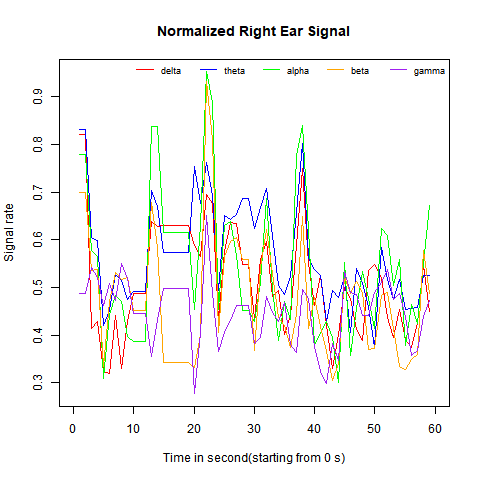 Normalized Right Ear Signal
delta theta alpha beta gamma
Signal rate
0.9
0.8
0.7
0.6
0.5
0.4
0.3
0 10 20 30 40 50 60
Time in second(starting from 0 s)